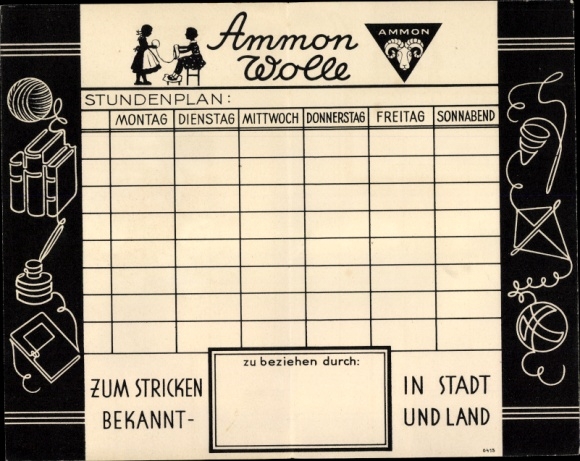 Ammon
Wolle
AMMON
STUNDENPLAN:
MONTAG DIENSTAG MITTWOCH DONNERSTAG FREITAG SONNABEND
zu beziehen durch:
ZUM STRICKEN
BEKANNT-
IN STADT
UND LAND